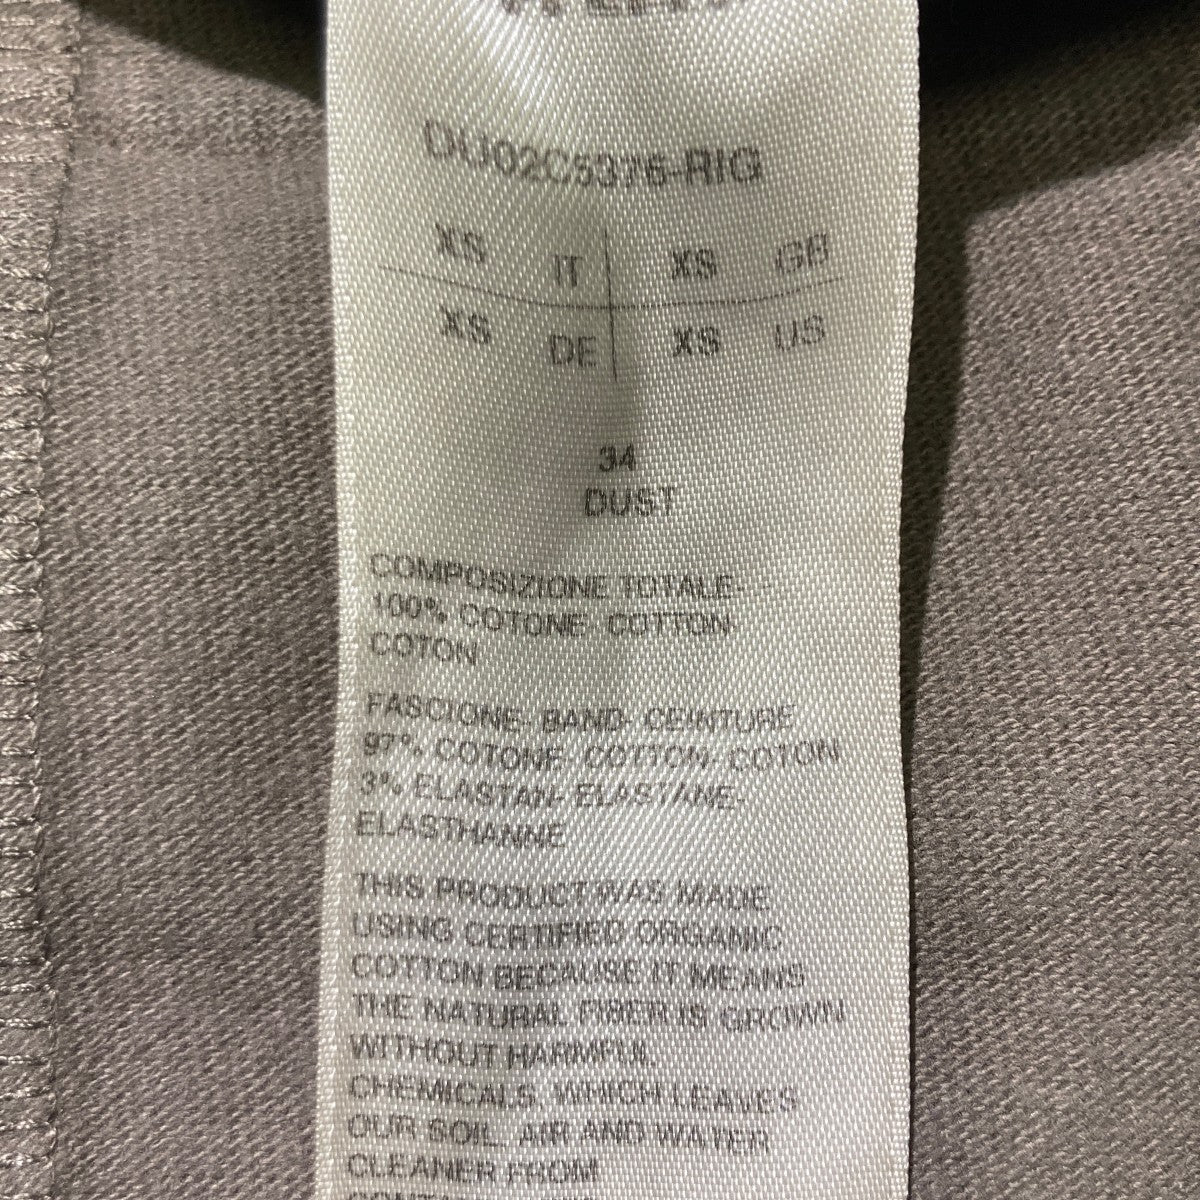 DU02C5376-RIG
XS IT XS GB
XS DE XS US
34
DUST
COMPOSIZIONE TOTALE-
100% COTONE- COTTON-
COTON
FASCIONE- BAND- CEINTURE
97% COTONE- COTTON- COTON
3% ELASTAN- ELASTANE-
ELASTHANNE
THIS PRODUCT WAS MADE
USING CERTIFIED ORGANIC
COTTON BECAUSE IT MEANS
THE NATURAL FIBER IS GROWN
WITHOUT HARMFUL
CHEMICALS, WHICH LEAVES
OUR SOIL, AIR AND WATER
CLEANER FROM